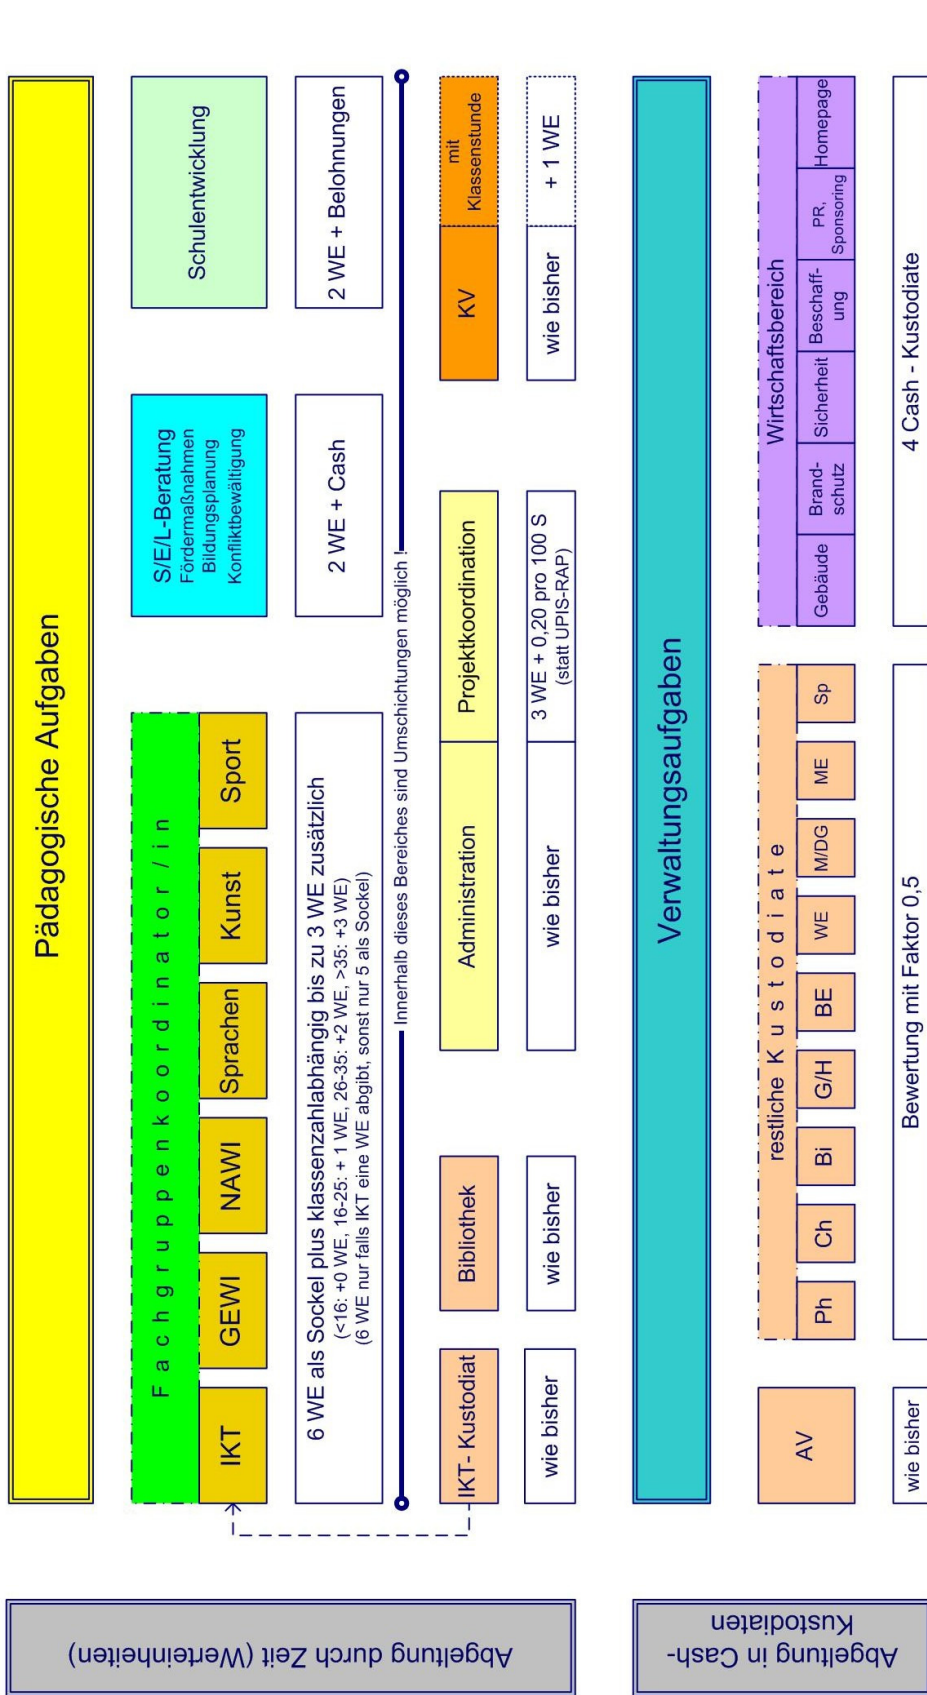 Pädagogische Aufgaben
Fachgruppenkoordinator/in
IKT
GEWI
NAWI
Sprachen
Kunst
Sport
6 WE als Sockel plus klassenzahlabhängig bis zu 3 WE zusätzlich
(<16: +0 WE, 16-25: + 1 WE, 26-35: +2 WE, >35: +3 WE)
(6 WE nur falls IKT eine WE abgibt, sonst nur 5 als Sockel)
S/E/L-Beratung
Fördermaßnahmen
Bildungsplanung
Konfliktbewältigung
2 WE + Cash
Schulentwicklung
2 WE + Belohnungen
Innerhalb dieses Bereiches sind Umschichtungen möglich !
IKT- Kustodiat
wie bisher
Bibliothek
wie bisher
Administration
wie bisher
Projektkoordination
3 WE + 0,20 pro 100 S
(statt UPIS-RAP)
KV
wie bisher
mit
Klassenstunde
+ 1 WE
Verwaltungsaufgaben
AV
wie bisher
restliche Kustodiate
Ph
Ch
Bi
G/H
BE
WE
M/DG
ME
Sp
Bewertung mit Faktor 0,5
Wirtschaftsbereich
Gebäude
Brand-
schutz
Sicherheit
Beschaff-
ung
PR,
Sponsoring
Homepage
4 Cash - Kustodiate
Abgeltung durch Zeit (Werteinheiten)
Abgeltung in Cash-
Kustodiaten